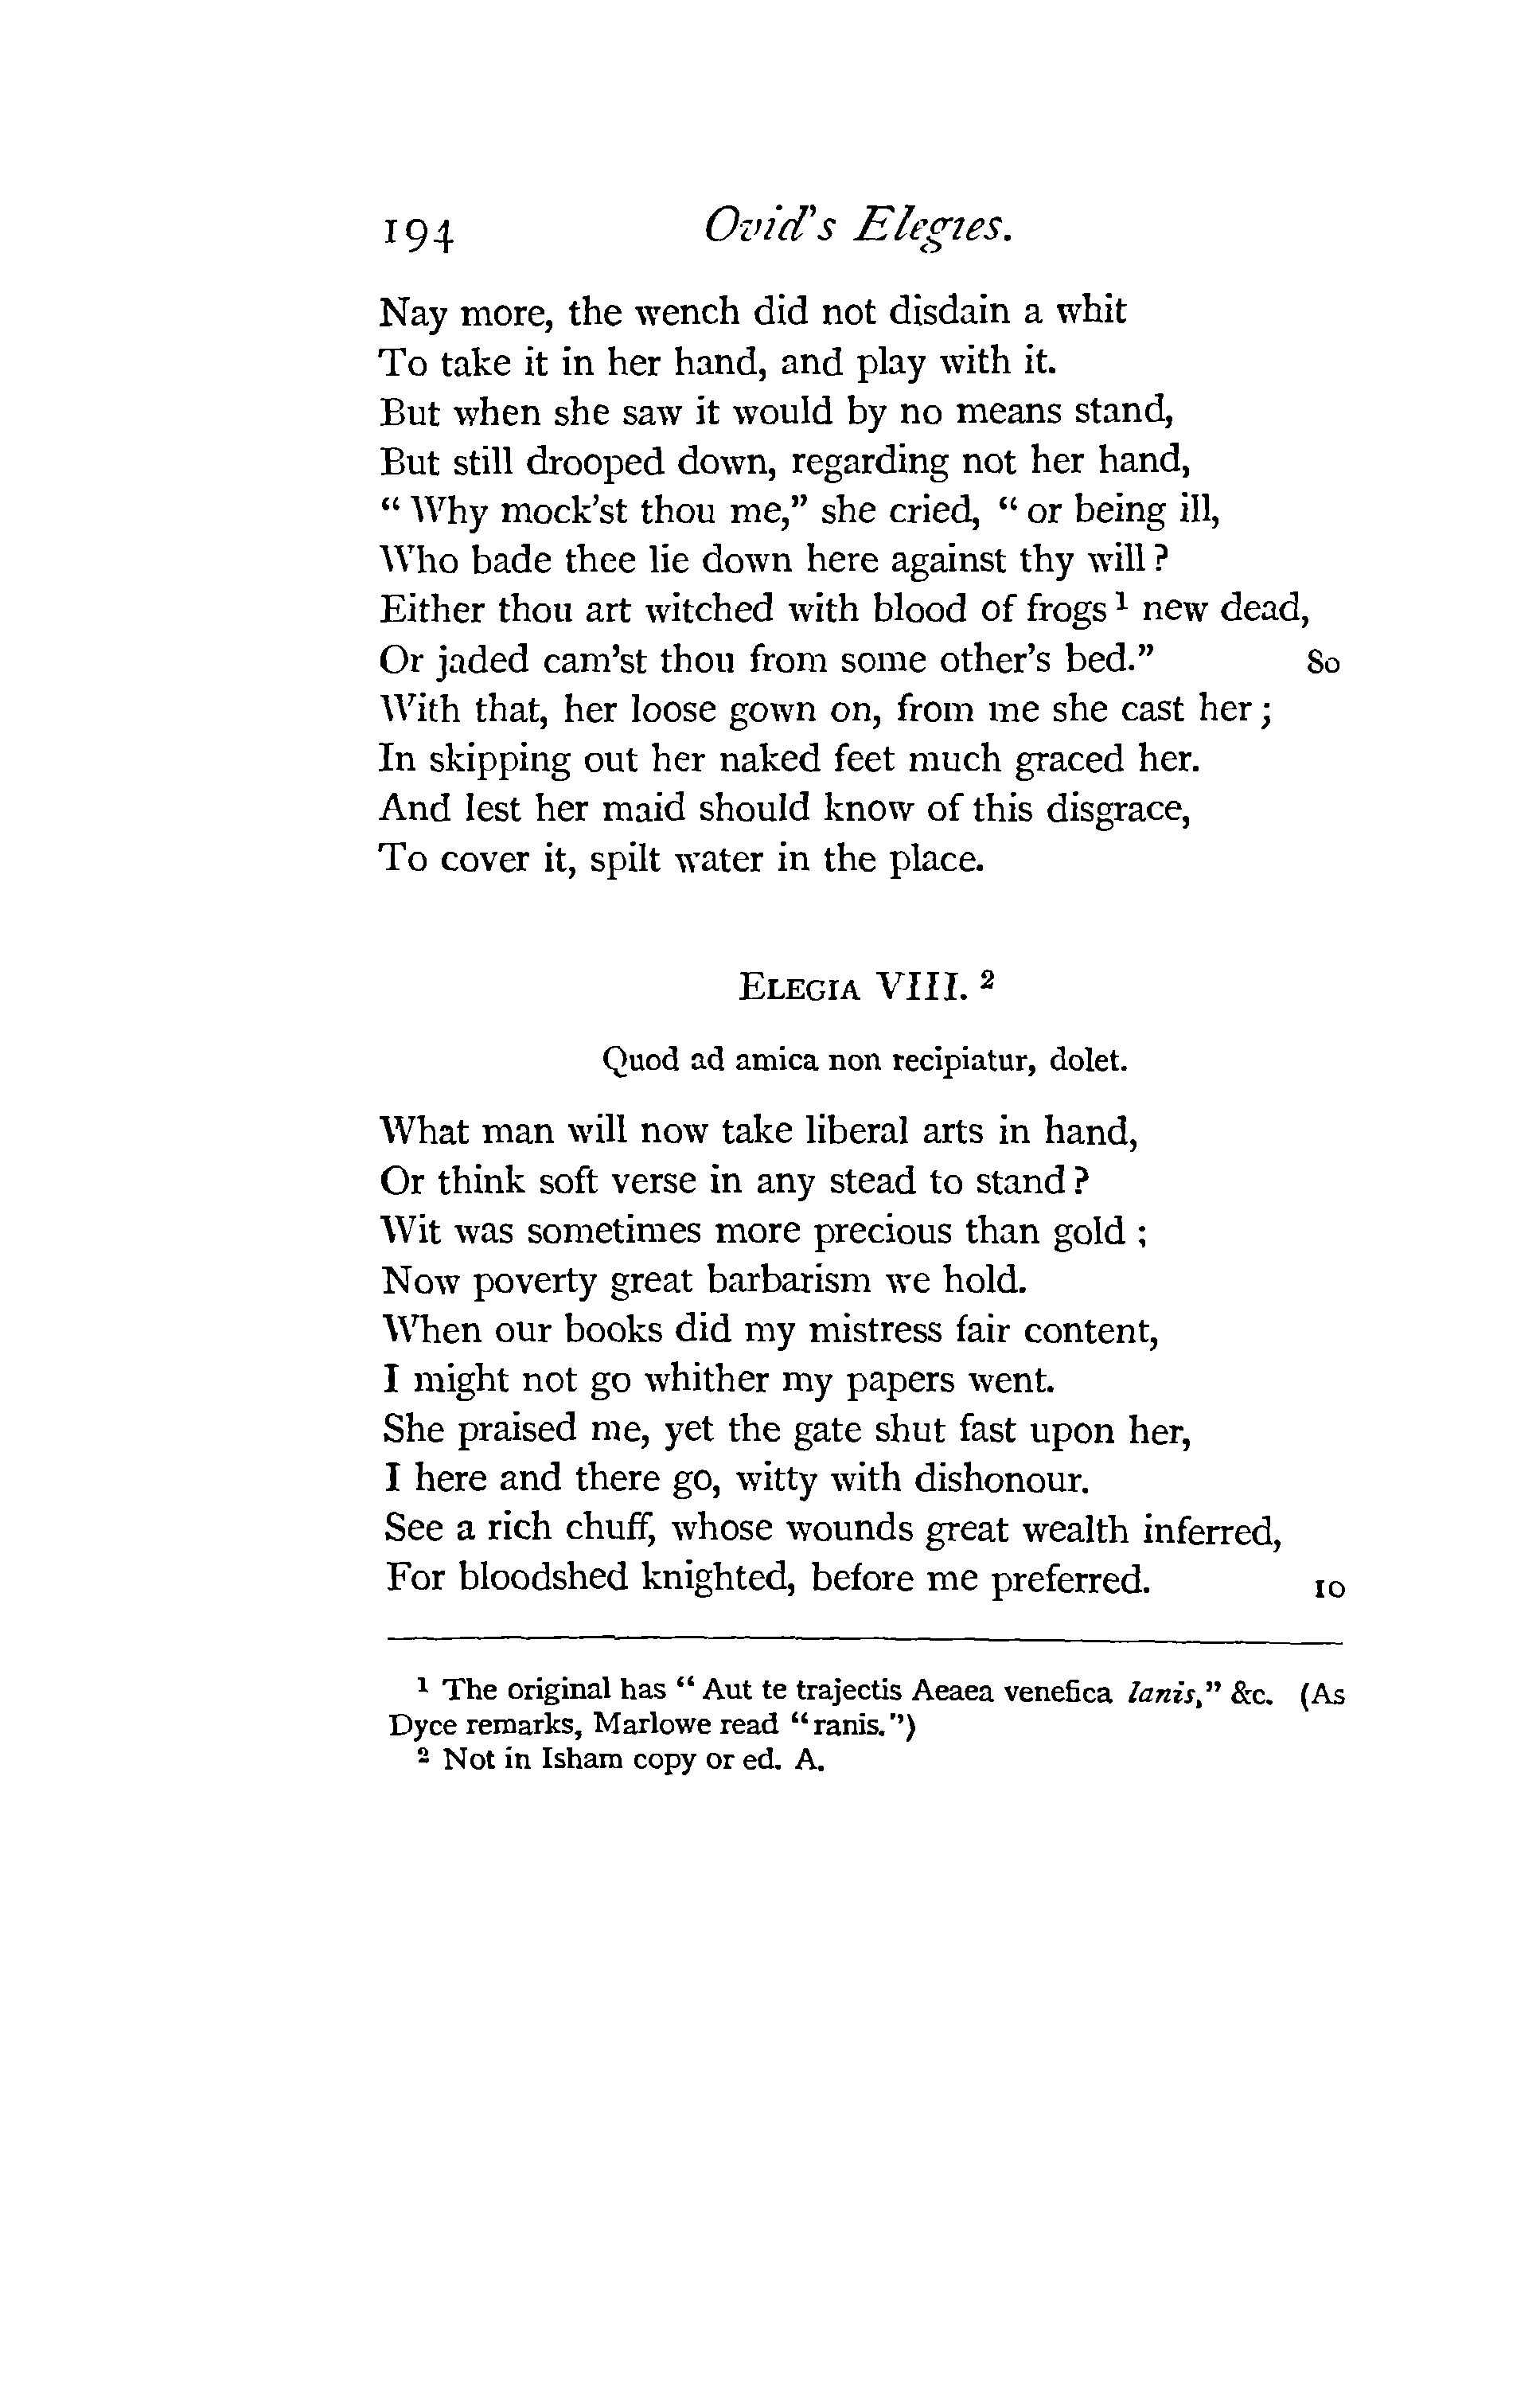 194 Ovid's Elegies.
Nay more, the wench did not disdain a whit
To take it in her hand, and play with it.
But when she saw it would by no means stand,
But still drooped down, regarding not her hand,
“ Why mock'st thou me,” she cried, “ or being ill,
Who bade thee lie down here against thy will ?
Either thou art witched with blood of frogs ¹ new dead,
Or jaded cam'st thou from some other's bed.” 80
With that, her loose gown on, from me she cast her ;
In skipping out her naked feet much graced her.
And lest her maid should know of this disgrace,
To cover it, spilt water in the place.
ELEGIA VIII. ²
Quod ad amica non recipiatur, dolet.
What man will now take liberal arts in hand,
Or think soft verse in any stead to stand ?
Wit was sometimes more precious than gold ;
Now poverty great barbarism we hold.
When our books did my mistress fair content,
I might not go whither my papers went.
She praised me, yet the gate shut fast upon her,
I here and there go, witty with dishonour.
See a rich chuff, whose wounds great wealth inferred,
For bloodshed knighted, before me preferred. 10
¹ The original has “ Aut te trajectis Aeaea venefica lanis,” &c. (As
Dyce remarks, Marlowe read “ ranis.”)
² Not in Isham copy or ed. A.